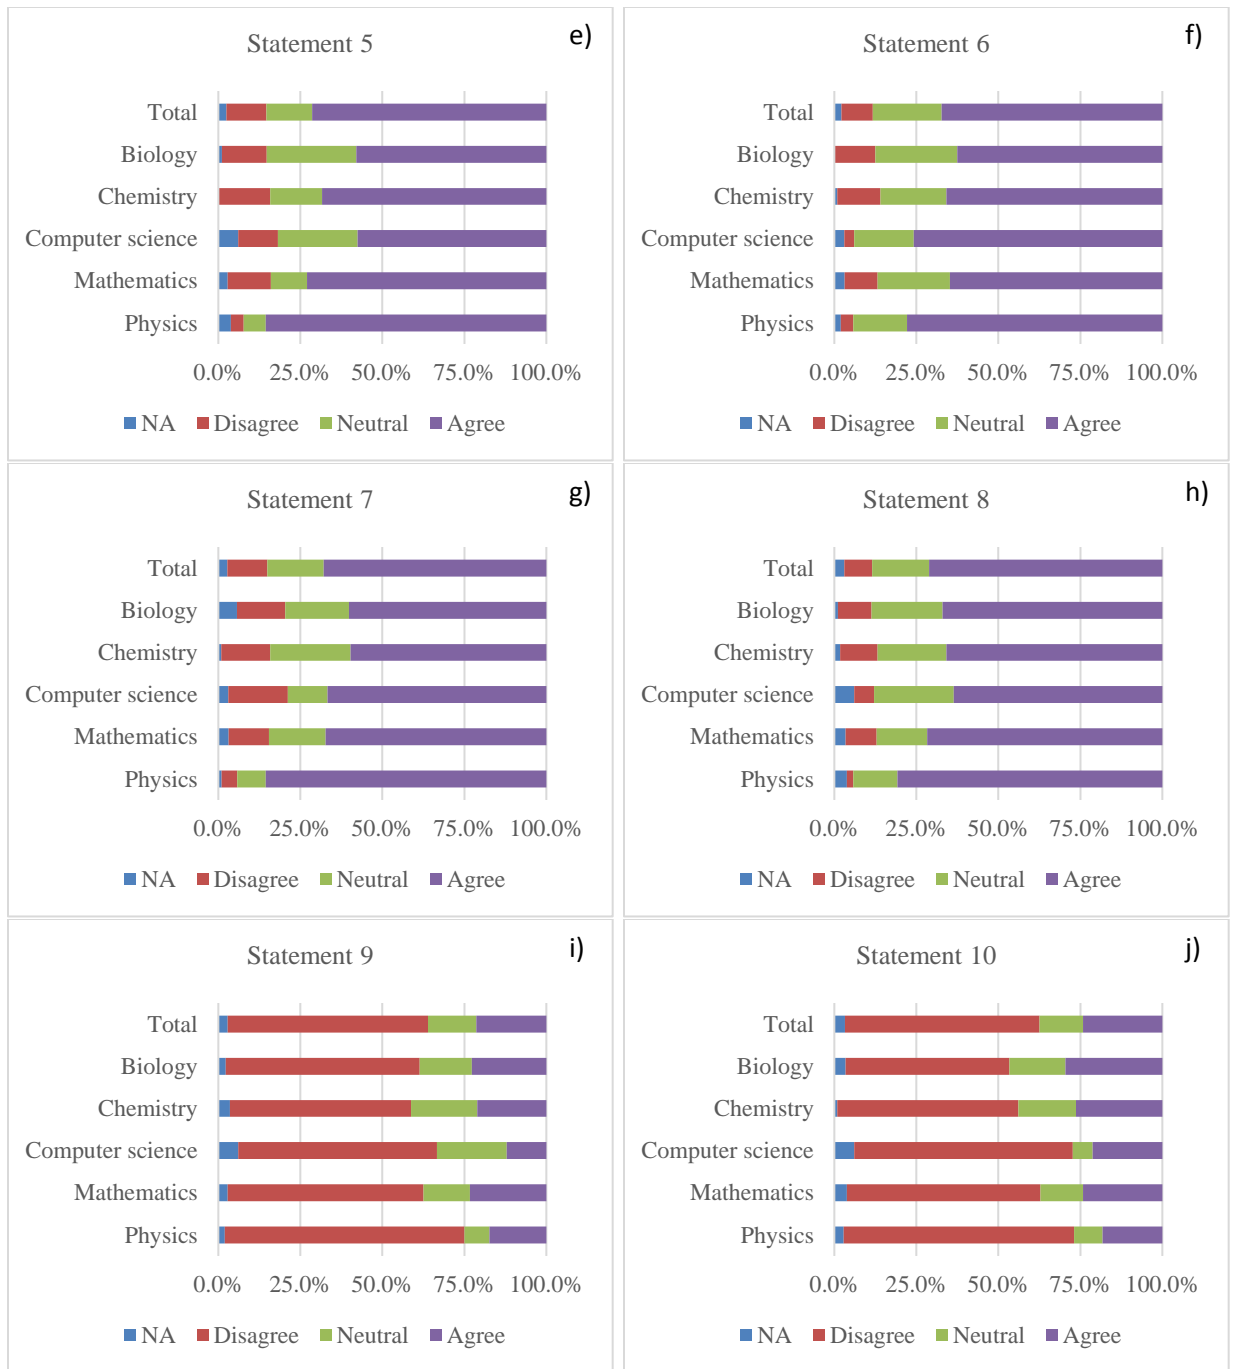 Statement 5
e)
Total
Biology
Chemistry
Computer science
Mathematics
Physics
0.0% 25.0% 50.0% 75.0% 100.0%
NA Disagree Neutral Agree
Statement 6
f)
Total
Biology
Chemistry
Computer science
Mathematics
Physics
0.0% 25.0% 50.0% 75.0% 100.0%
NA Disagree Neutral Agree
Statement 7
g)
Total
Biology
Chemistry
Computer science
Mathematics
Physics
0.0% 25.0% 50.0% 75.0% 100.0%
NA Disagree Neutral Agree
Statement 8
h)
Total
Biology
Chemistry
Computer science
Mathematics
Physics
0.0% 25.0% 50.0% 75.0% 100.0%
NA Disagree Neutral Agree
Statement 9
i)
Total
Biology
Chemistry
Computer science
Mathematics
Physics
0.0% 25.0% 50.0% 75.0% 100.0%
NA Disagree Neutral Agree
Statement 10
j)
Total
Biology
Chemistry
Computer science
Mathematics
Physics
0.0% 25.0% 50.0% 75.0% 100.0%
NA Disagree Neutral Agree